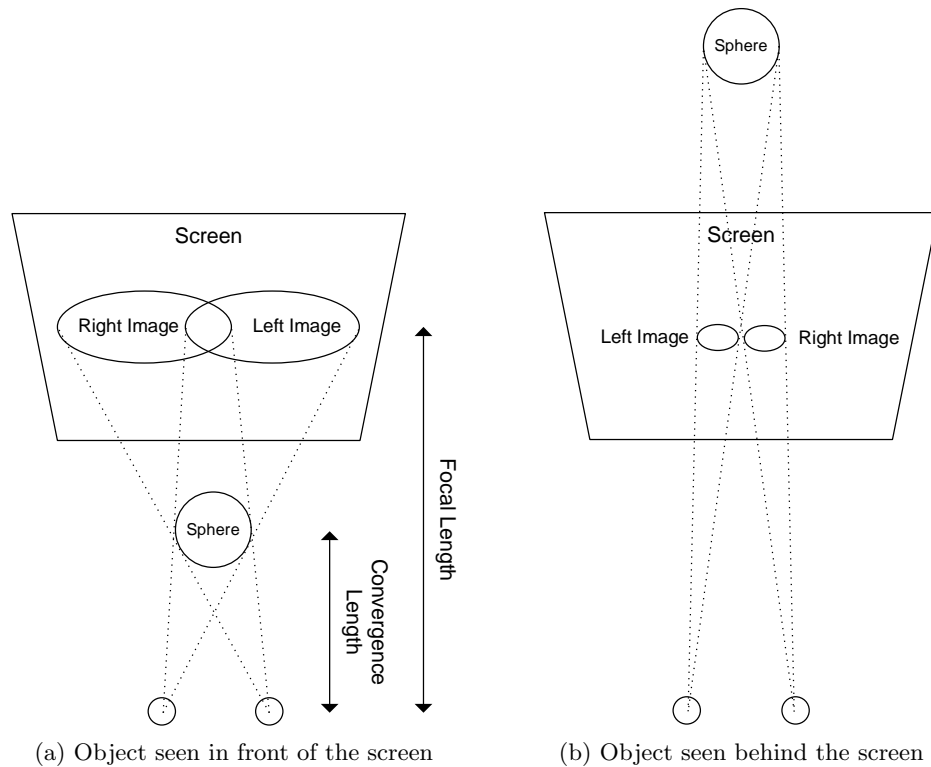 Screen
Right Image
Left Image
Sphere
Focal Length
Convergence
Length
(a) Object seen in front of the screen
Sphere
Screen
Left Image
Right Image
(b) Object seen behind the screen